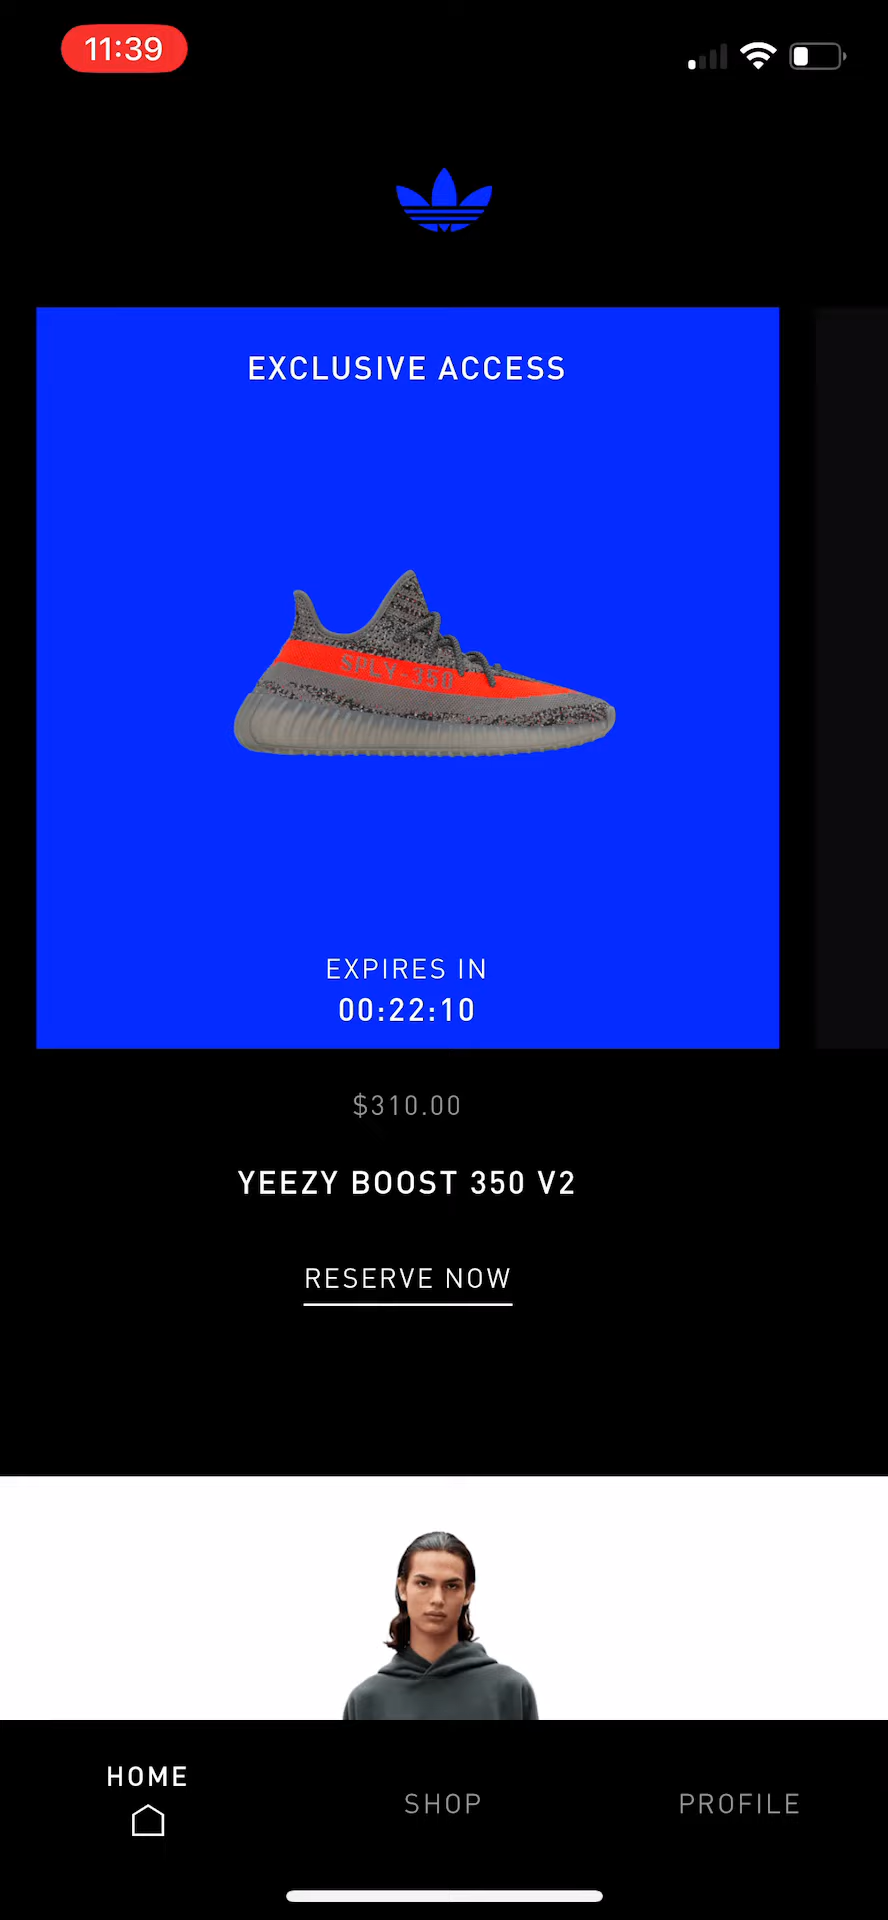 11:39
EXCLUSIVE ACCESS
SPLY-350
EXPIRES IN
00:22:10
$310.00
YEEZY BOOST 350 V2
RESERVE NOW
HOME
SHOP
PROFILE